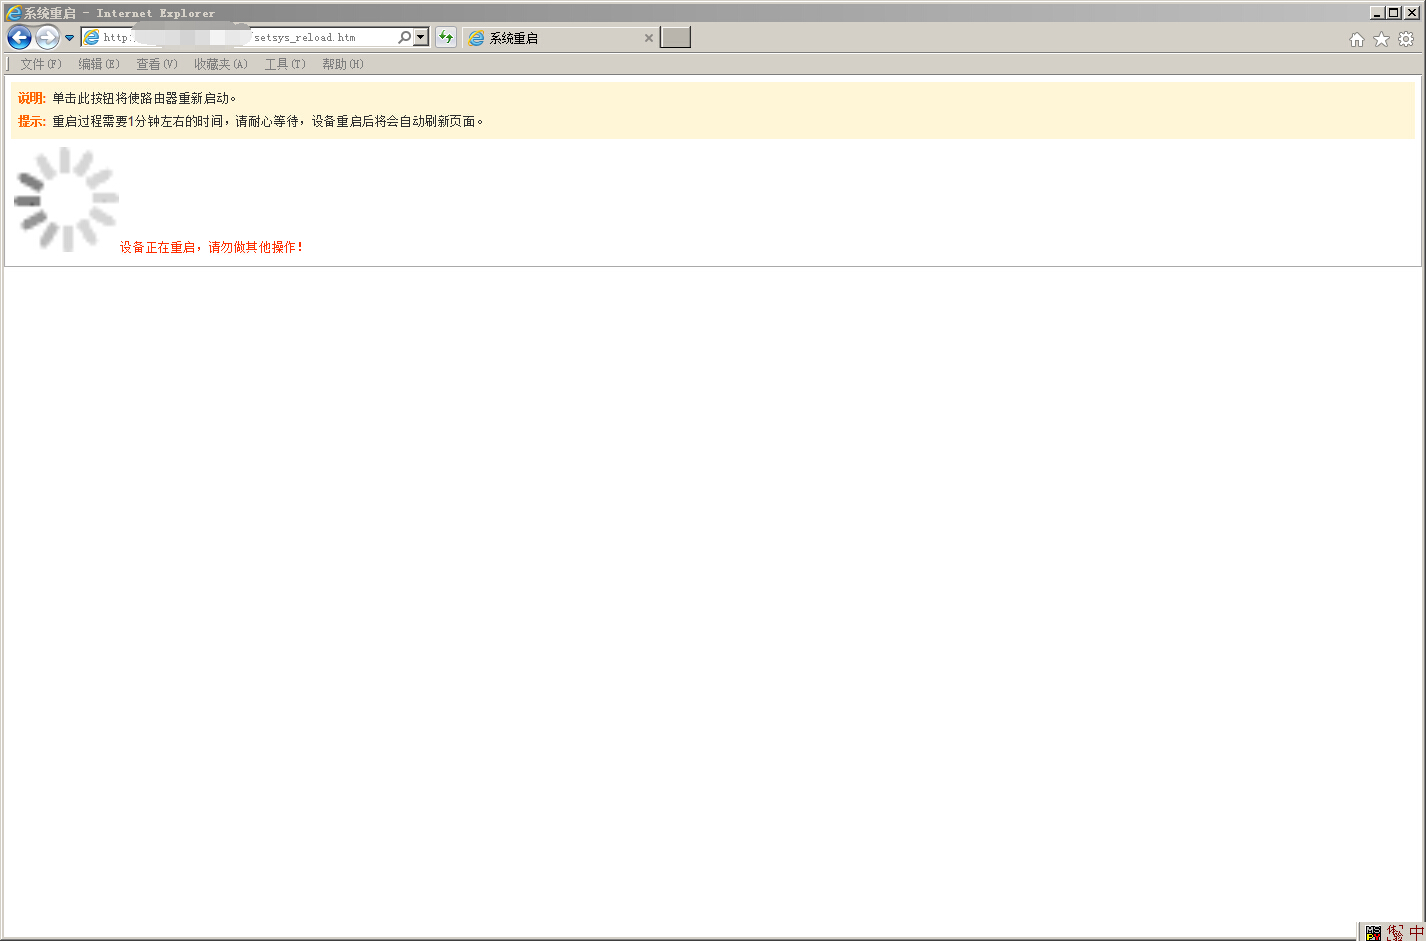 系统重启 - Internet Explorer
http: setsys_reload.htm
系统重启
文件(F) 编辑(E) 查看(V) 收藏夹(A) 工具(T) 帮助(H)
说明: 单击此按钮将使路由器重新启动。
提示: 重启过程需要1分钟左右的时间，请耐心等待，设备重启后将会自动刷新页面。
设备正在重启，请勿做其他操作！
中